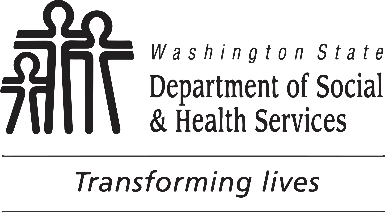 Washington State
Department of Social
& Health Services
Transforming lives